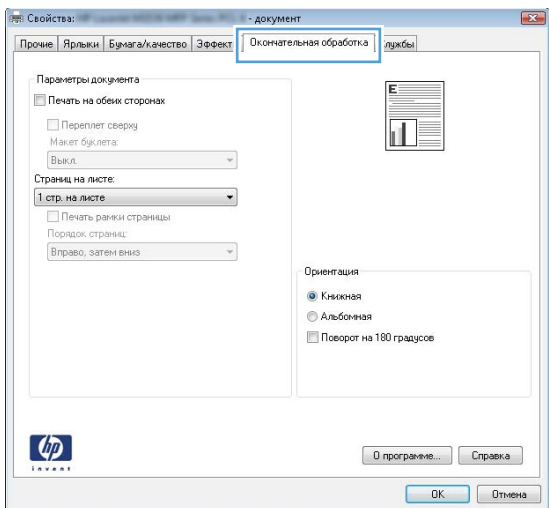 Свойства: - документ
Прочие Ярлыки Бумага/качество Эффект Окончательная обработка лужбы
Параметры документа
Печать на обеих сторонах
Переплет сверху
Макет буклета:
Выкл.
Страниц на листе:
1 стр. на листе
Печать рамки страницы
Порядок страниц:
Вправо, затем вниз
E
Ориентация
Книжная
Альбомная
Поворот на 180 градусов
hp
invent
О программе... Справка
OK Отмена